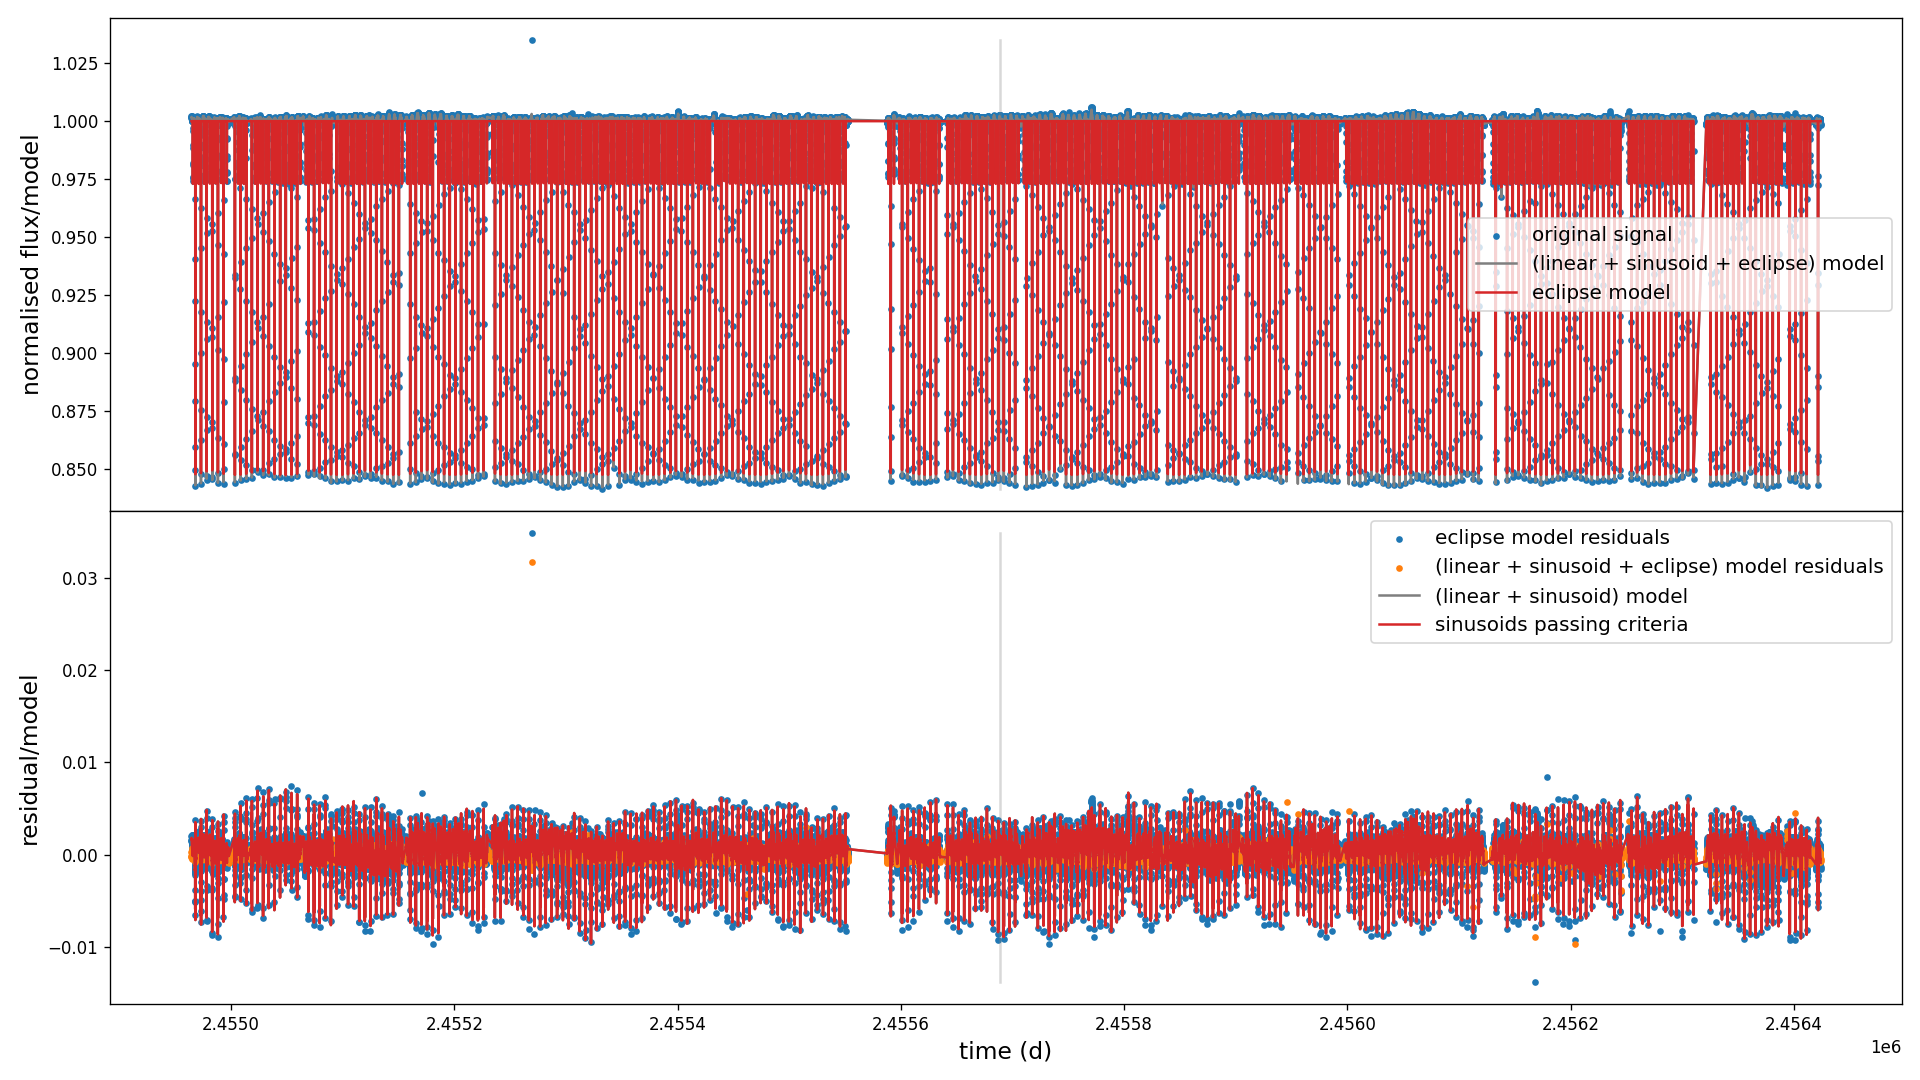 normalised flux/model
1.025
1.000
0.975
0.950
0.925
0.900
0.875
0.850
original signal
(linear + sinusoid + eclipse) model
eclipse model
residual/model
0.03
0.02
0.01
0.00
−0.01
eclipse model residuals
(linear + sinusoid + eclipse) model residuals
(linear + sinusoid) model
sinusoids passing criteria
2.4550 2.4552 2.4554 2.4556 2.4558 2.4560 2.4562 2.4564
1e6
time (d)